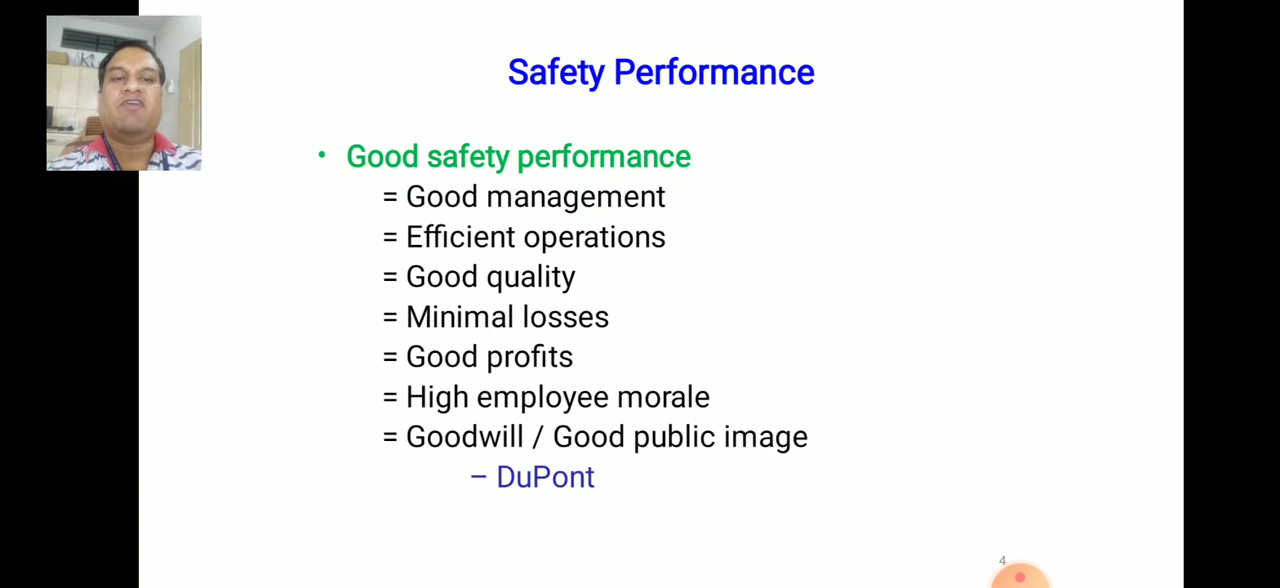 Safety Performance
• Good safety performance
= Good management
= Efficient operations
= Good quality
= Minimal losses
= Good profits
= High employee morale
= Goodwill / Good public image
– DuPont
4